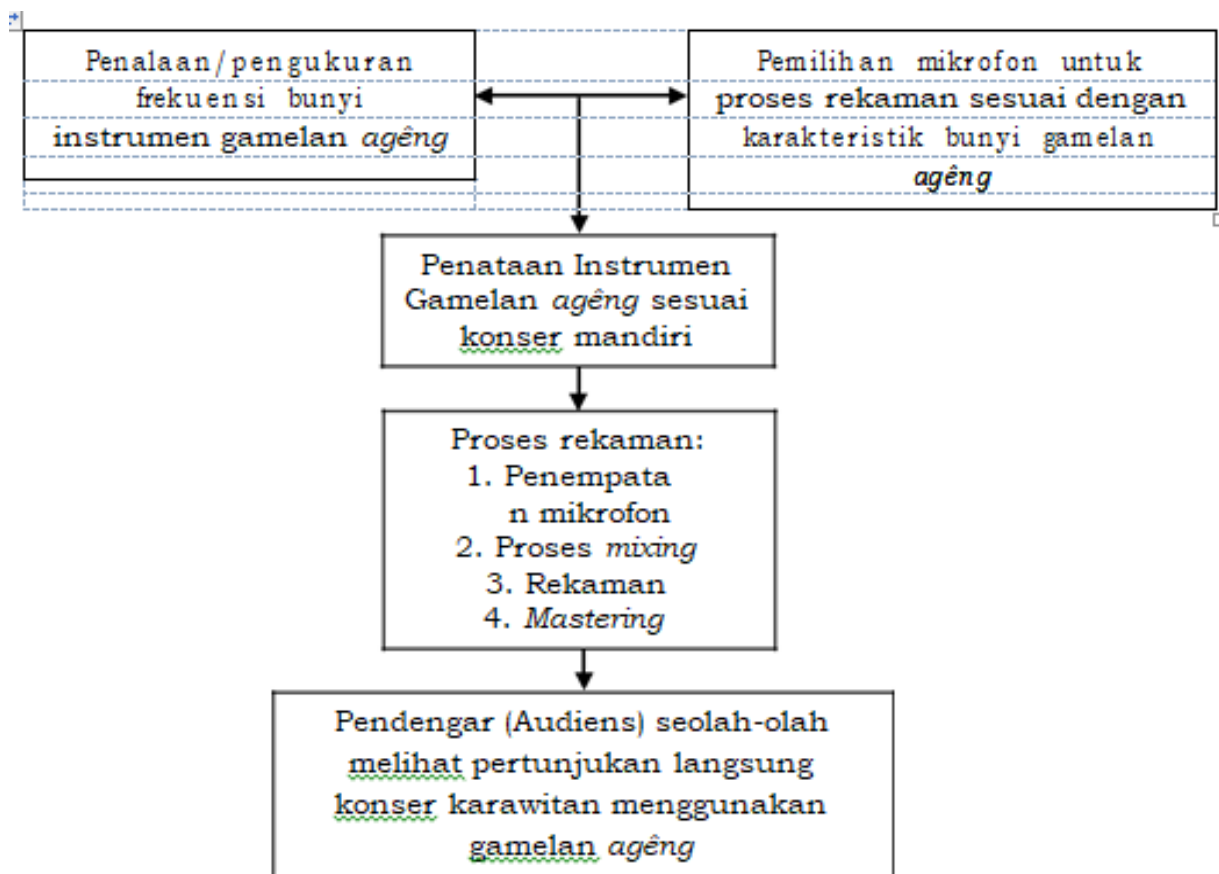 Penalaan/pengukuran
frekuensi bunyi
instrumen gamelan agêng
Pemilihan mikrofon untuk
proses rekaman sesuai dengan
karakteristik bunyi gamelan
agêng
Penataan Instrumen
Gamelan agêng sesuai
konser mandiri
Proses rekaman:
1. Penempata
n mikrofon
2. Proses mixing
3. Rekaman
4. Mastering
Pendengar (Audiens) seolah-olah
melihat pertunjukan langsung
konser karawitan menggunakan
gamelan agêng